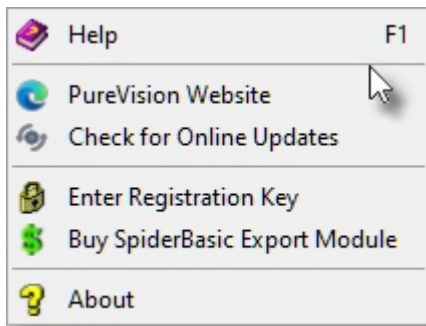 Help F1
PureVision Website
Check for Online Updates
Enter Registration Key
Buy SpiderBasic Export Module
About